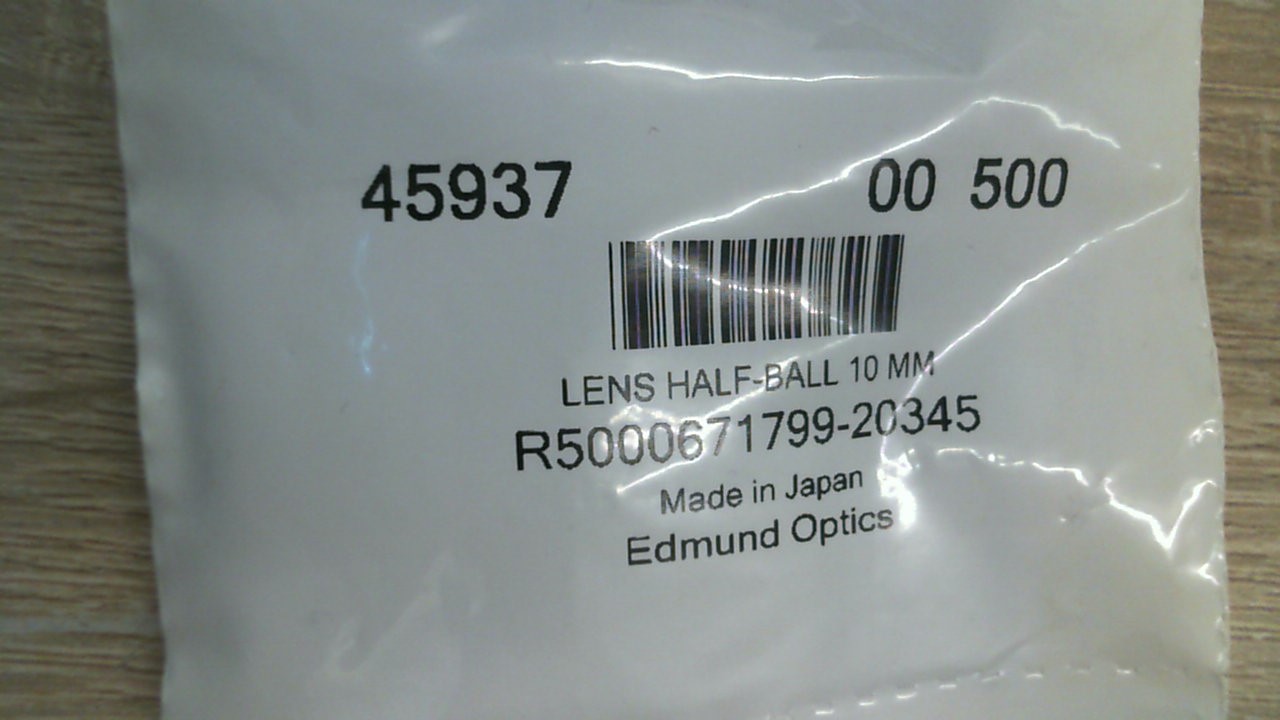 45937 00 500
LENS HALF-BALL 10 MM
R5000671799-20345
Made in Japan
Edmund Optics